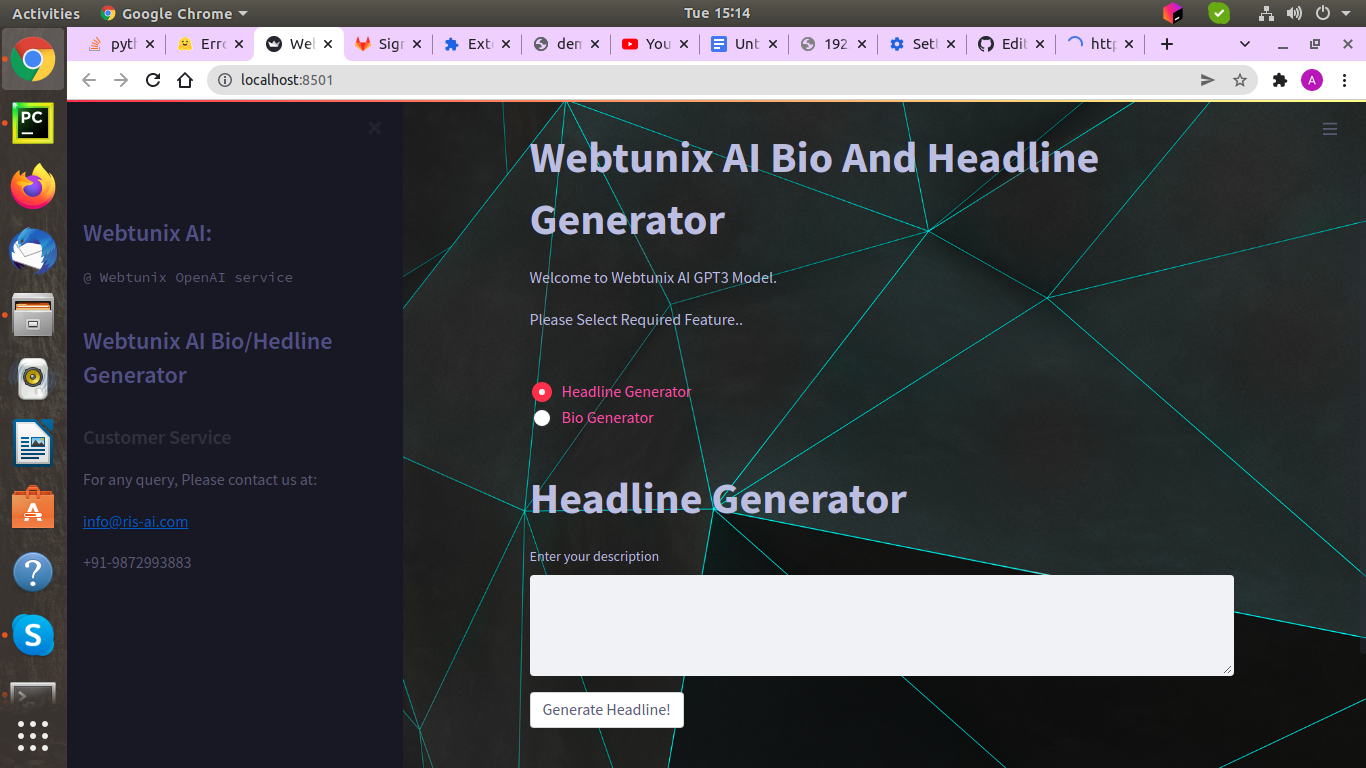 Activities
Google Chrome
Tue 15:14
pyth
Erro
Wel
Sign
Exte
dem
You
Unt
192
Set
Edit
http
localhost:8501
A
PC
Webtunix AI:
@ Webtunix OpenAI service
Webtunix AI Bio/Hedline
Generator
Customer Service
For any query, Please contact us at:
info@ris-ai.com
+91-9872993883
Webtunix AI Bio And Headline
Generator
Welcome to Webtunix AI GPT3 Model.
Please Select Required Feature..
Headline Generator
Bio Generator
Headline Generator
Enter your description
Generate Headline!